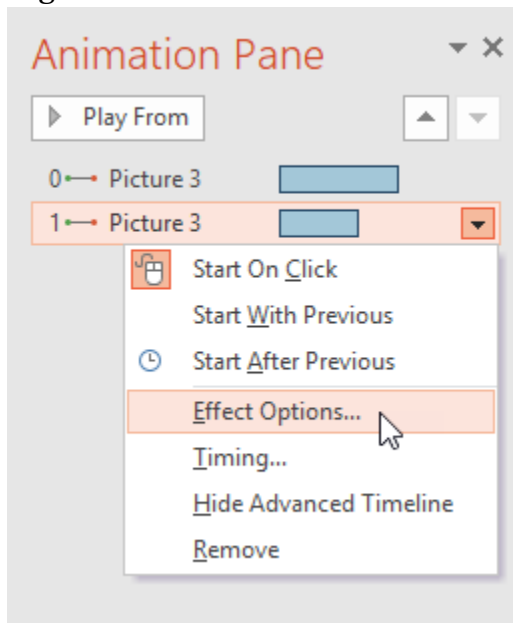 Animation Pane
Play From
0 Picture 3
1 Picture 3
Start On Click
Start With Previous
Start After Previous
Effect Options...
Timing...
Hide Advanced Timeline
Remove